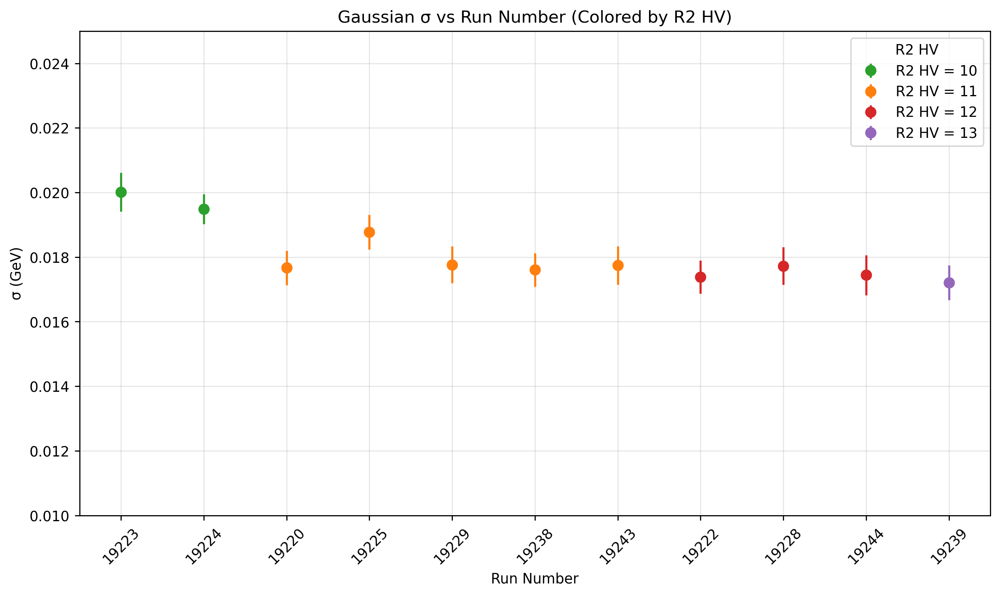 Gaussian σ vs Run Number (Colored by R2 HV)
R2 HV
R2 HV = 10
R2 HV = 11
R2 HV = 12
R2 HV = 13
σ (GeV)
0.024
0.022
0.020
0.018
0.016
0.014
0.012
0.010
19223
19224
19220
19225
19229
19238
19243
19222
19228
19244
19239
Run Number